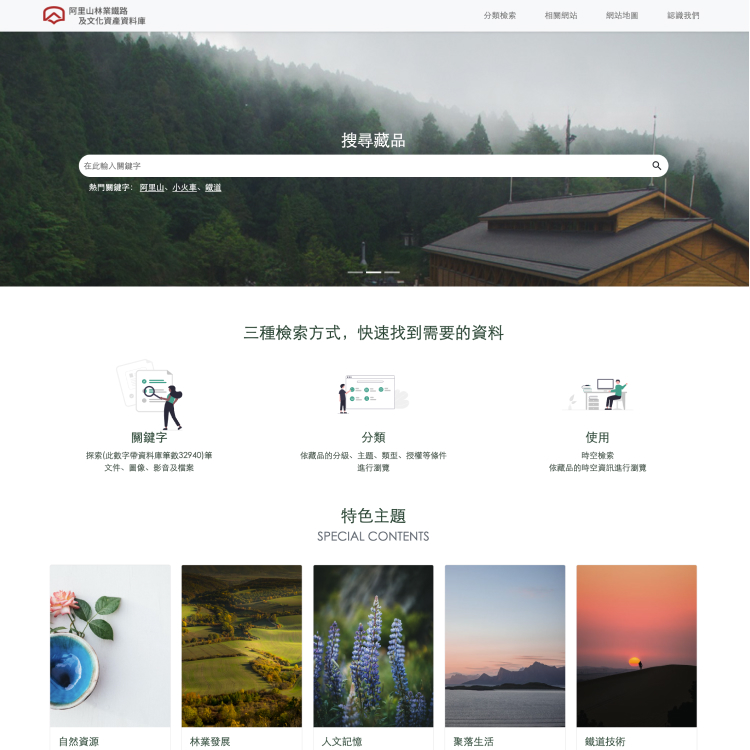 阿里山林業鐵路
及文化資產資料庫
分類檢索
相關網站
網站地圖
認識我們
搜尋藏品
在此輸入關鍵字
熱門關鍵字： 阿里山、小火車、鐵道
三種檢索方式，快速找到需要的資料
關鍵字
探索(此數字帶資料庫筆數32940)筆
文件、圖像、影音及檔案
分類
依藏品的分級、主題、類型、授權等條件
進行瀏覽
使用
時空檢索
依藏品的時空資訊進行瀏覽
特色主題
SPECIAL CONTENTS
自然資源
林業發展
人文記憶
聚落生活
鐵道技術